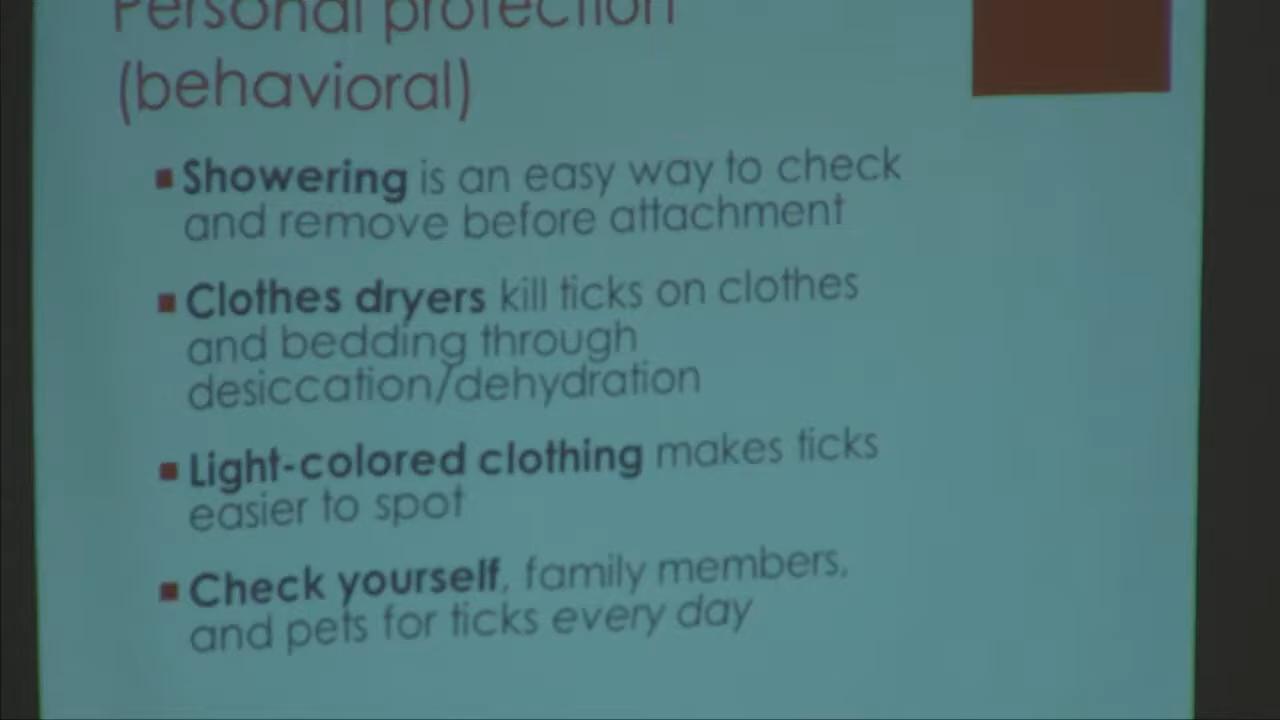 Personal protection
(behavioral)
▪ Showering is an easy way to check
and remove before attachment
▪ Clothes dryers kill ticks on clothes
and bedding through
desiccation/dehydration
▪ Light-colored clothing makes ticks
easier to spot
▪ Check yourself, family members,
and pets for ticks every day